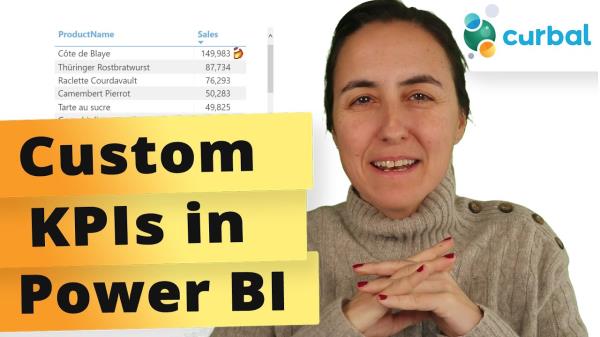 ProductName Sales
Côte de Blaye 149,983
Thüringer Rostbratwurst 87,734
Raclette Courdavault 76,293
Camembert Pierrot 50,283
Tarte au sucre 49,825
curbal
Custom
KPIs in
Power BI